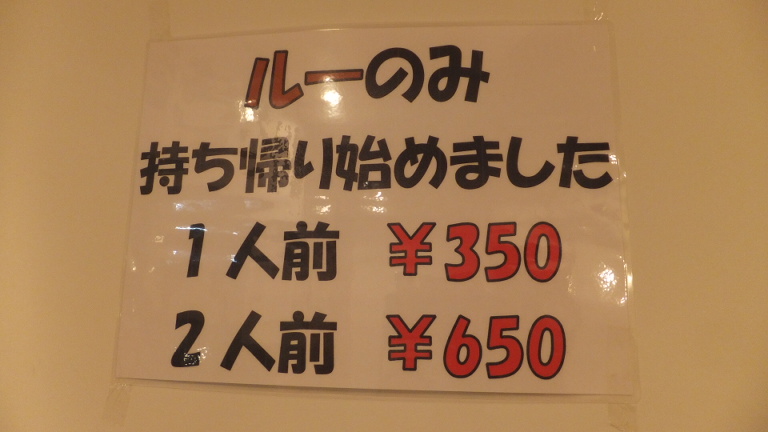 ルーのみ
持ち帰り始めました
1人前 ¥350
2人前 ¥650